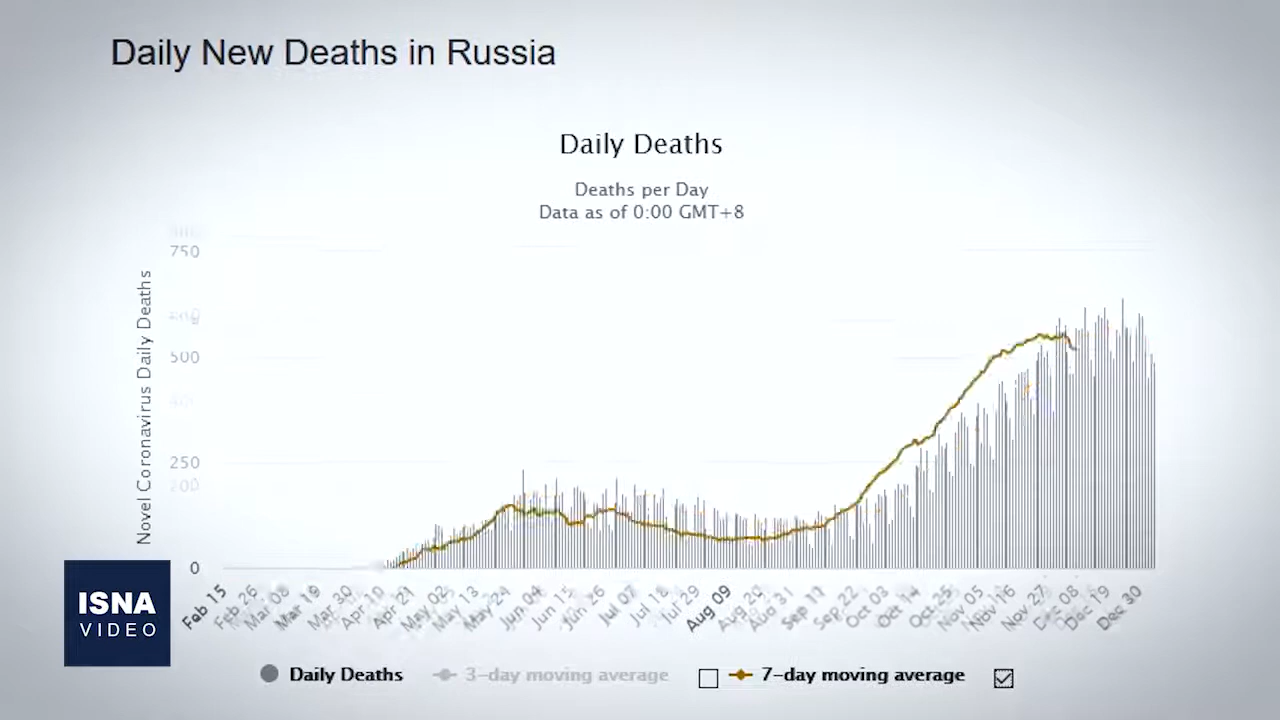 Daily New Deaths in Russia
Daily Deaths
Deaths per Day
Data as of 0:00 GMT+8
Novel Coronavirus Daily Deaths
750
500
250
200
0
Feb 15
Feb 26
Mar 08
Mar 19
Mar 30
Apr 10
Apr 21
May 02
May 13
May 24
Jun 04
Jun 15
Jun 26
Jul 07
Jul 18
Jul 29
Aug 09
Aug 20
Aug 31
Sep 11
Sep 22
Oct 03
Oct 14
Oct 25
Nov 05
Nov 16
Nov 27
Dec 08
Dec 19
Dec 30
Daily Deaths
3-day moving average
7-day moving average
ISNA
VIDEO